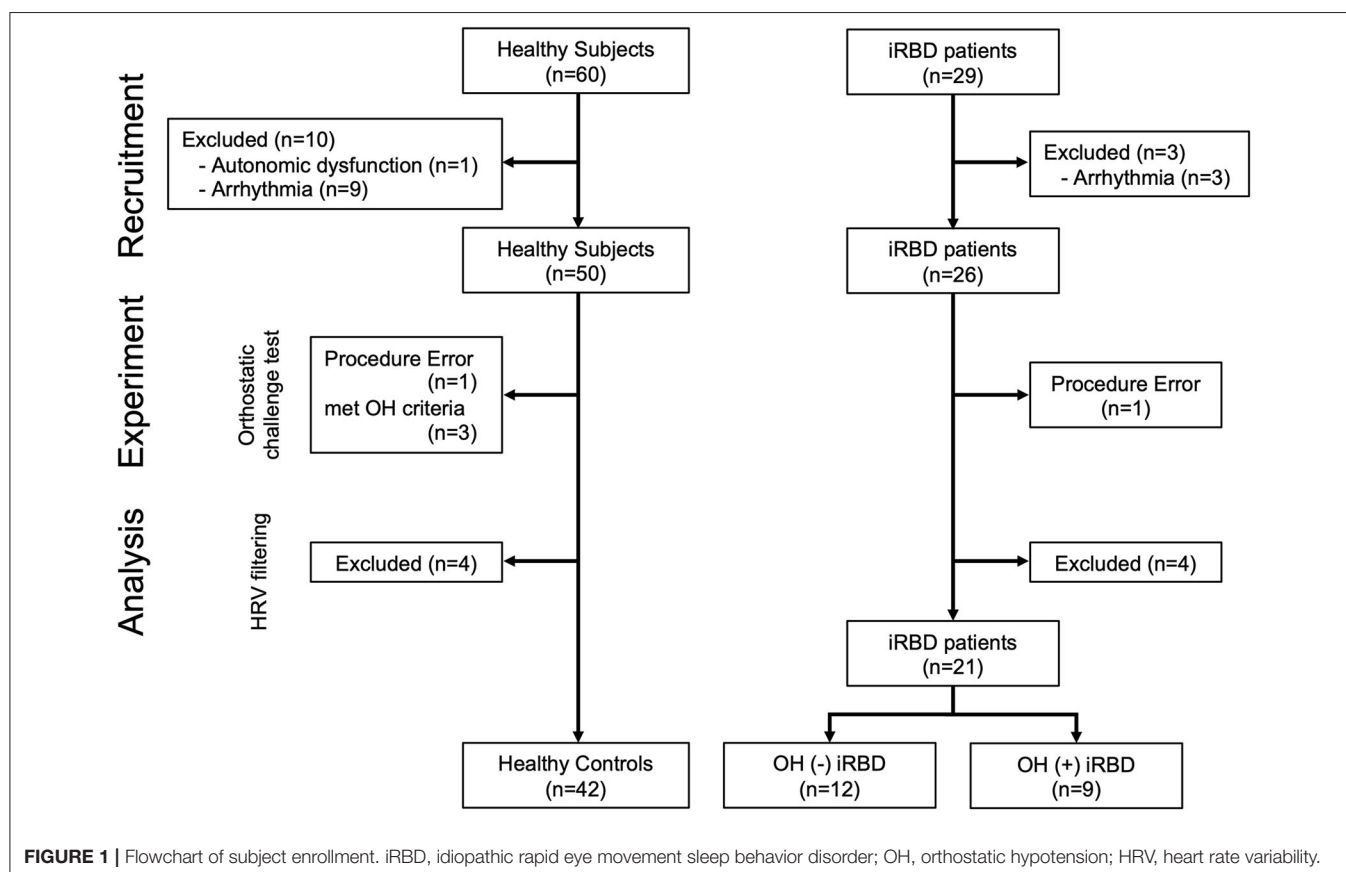 Recruitment
Healthy Subjects
(n=60)
iRBD patients
(n=29)
Excluded (n=10)
- Autonomic dysfunction (n=1)
- Arrhythmia (n=9)
Excluded (n=3)
- Arrhythmia (n=3)
Healthy Subjects
(n=50)
iRBD patients
(n=26)
Experiment
Orthostatic
challenge test
Procedure Error
(n=1)
met OH criteria
(n=3)
Procedure Error
(n=1)
Analysis
HRV filtering
Excluded (n=4)
Excluded (n=4)
iRBD patients
(n=21)
Healthy Controls
(n=42)
OH (-) iRBD
(n=12)
OH (+) iRBD
(n=9)
FIGURE 1 | Flowchart of subject enrollment. iRBD, idiopathic rapid eye movement sleep behavior disorder; OH, orthostatic hypotension; HRV, heart rate variability.